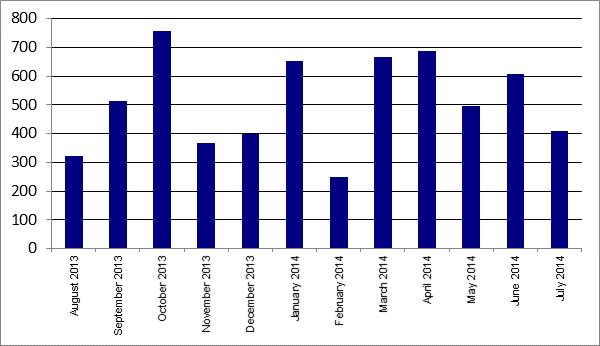 800
700
600
500
400
300
200
100
0
August 2013
September 2013
October 2013
November 2013
December 2013
January 2014
February 2014
March 2014
April 2014
May 2014
June 2014
July 2014